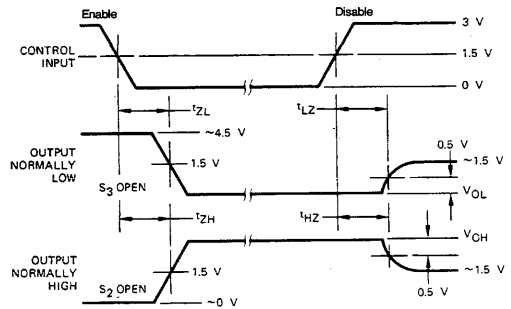 Enable
Disable
3 V
CONTROL
INPUT
1.5 V
0 V
tZL
tLZ
~4.5 V
0.5 V
OUTPUT
NORMALLY
LOW
1.5 V
~1.5 V
S3 OPEN
VOL
tZH
tHZ
VOH
OUTPUT
NORMALLY
HIGH
1.5 V
~1.5 V
S2 OPEN
~0 V
0.5 V